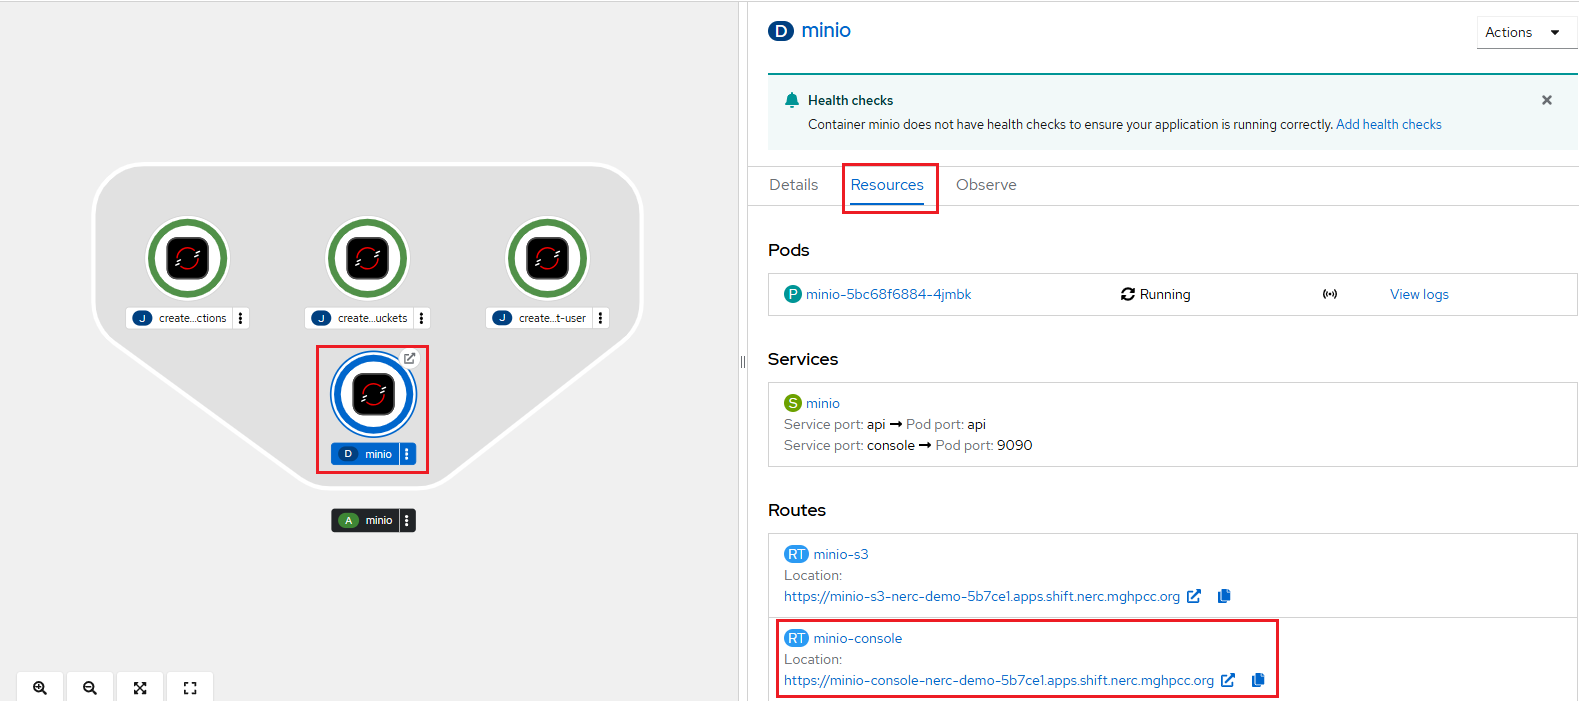 J create...ctions
J create...uckets
J create...t-user
D minio
A minio
D minio
Actions
Health checks
Container minio does not have health checks to ensure your application is running correctly. Add health checks
Details Resources Observe
Pods
P minio-5bc68f6884-4jmbk Running View logs
Services
S minio
Service port: api → Pod port: api
Service port: console → Pod port: 9090
Routes
RT minio-s3
Location:
https://minio-s3-nerc-demo-5b7ce1.apps.shift.nerc.mghpcc.org
RT minio-console
Location:
https://minio-console-nerc-demo-5b7ce1.apps.shift.nerc.mghpcc.org